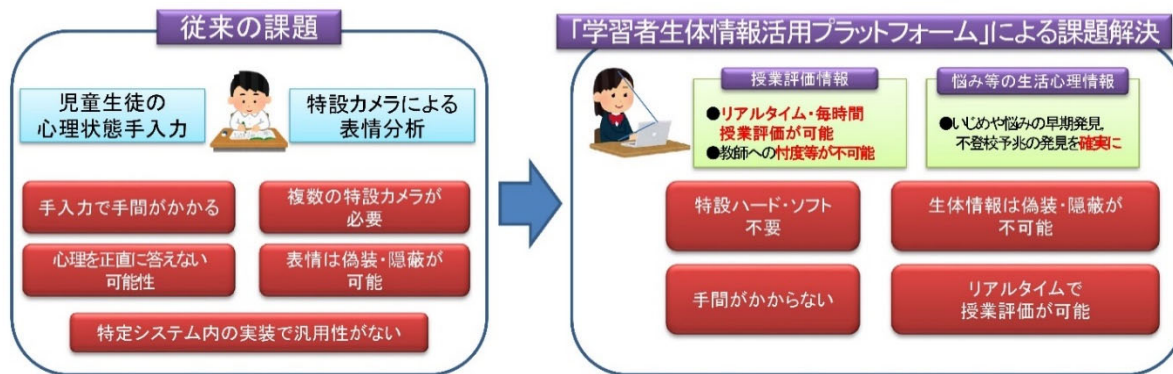 従来の課題
児童生徒の
心理状態手入力
特設カメラによる
表情分析
手入力で手間がかかる
複数の特設カメラが
必要
心理を正直に答えない
可能性
表情は偽装・隠蔽が
可能
特定システム内の実装で汎用性がない
「学習者生体情報活用プラットフォーム」による課題解決
授業評価情報
●リアルタイム・毎時間
授業評価が可能
●教師への忖度等が不可能
悩み等の生活心理情報
●いじめや悩みの早期発見,
不登校予兆の発見を確実に
特設ハード・ソフト
不要
生体情報は偽装・隠蔽が
不可能
手間がかからない
リアルタイムで
授業評価が可能